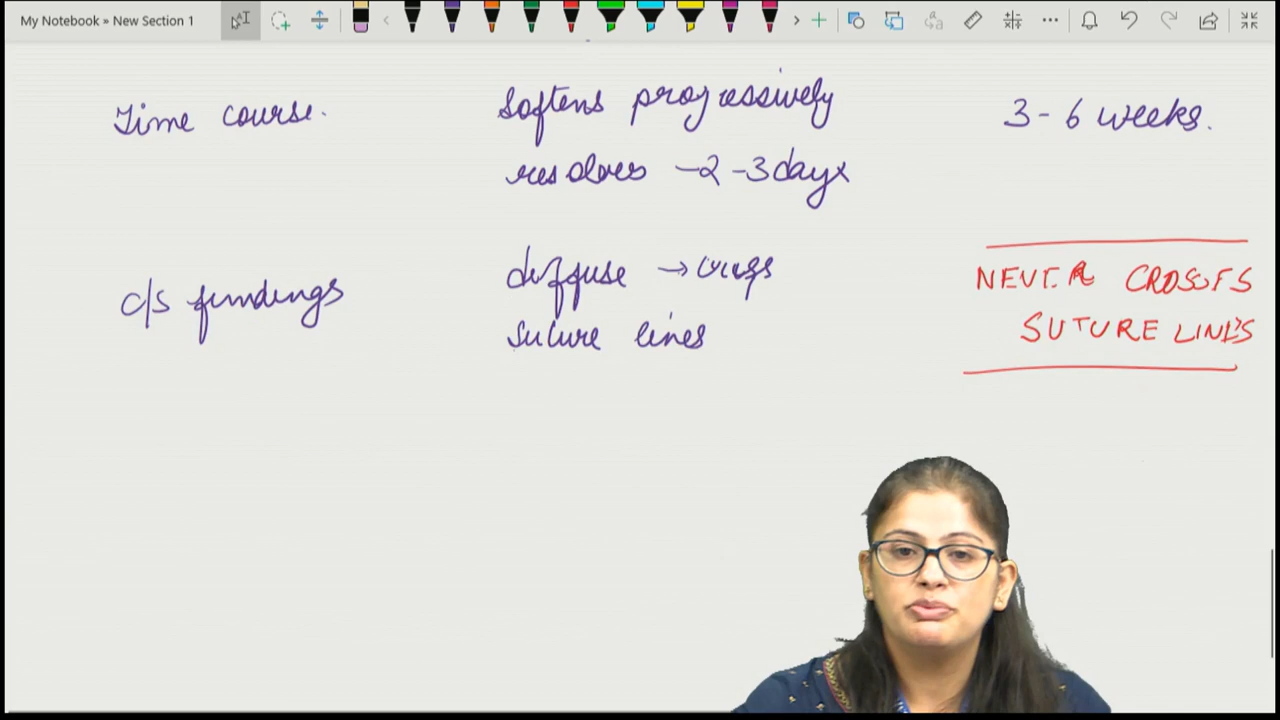 My Notebook » New Section 1
Time course.
softens progressively
resolves – 2-3 days
3-6 weeks.
c/s findings
diffuse →
suture lines
NEVER CROSSES
SUTURE LINES